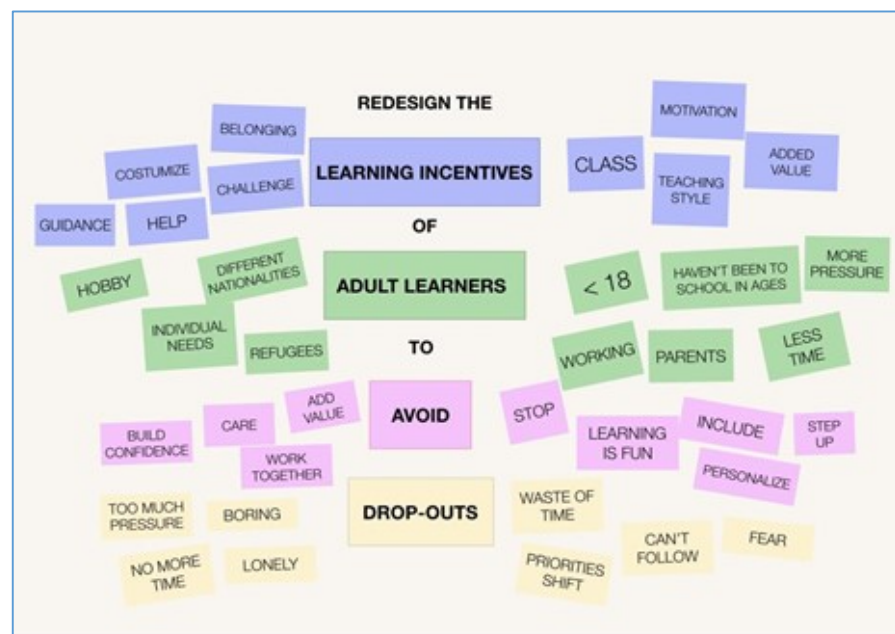 REDESIGN THE
MOTIVATION
BELONGING
LEARNING INCENTIVES
CLASS
ADDED
VALUE
COSTUMIZE
CHALLENGE
TEACHING
STYLE
GUIDANCE
HELP
OF
HOBBY
DIFFERENT
NATIONALITIES
ADULT LEARNERS
< 18
HAVEN'T BEEN TO
SCHOOL IN AGES
MORE
PRESSURE
INDIVIDUAL
NEEDS
REFUGEES
TO
WORKING
PARENTS
LESS
TIME
BUILD
CONFIDENCE
CARE
ADD
VALUE
AVOID
STOP
LEARNING
IS FUN
INCLUDE
STEP
UP
WORK
TOGETHER
PERSONALIZE
TOO MUCH
PRESSURE
BORING
DROP-OUTS
WASTE OF
TIME
CAN'T
FOLLOW
FEAR
NO MORE
TIME
LONELY
PRIORITIES
SHIFT